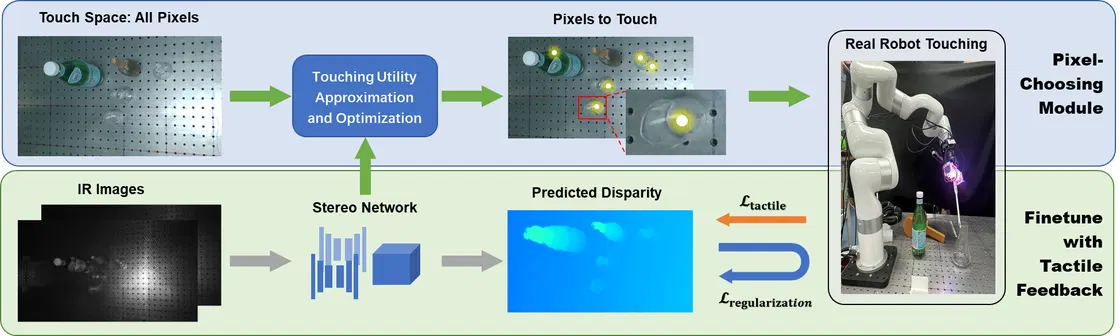 Touch Space: All Pixels
Touching Utility
Approximation
and Optimization
Pixels to Touch
Real Robot Touching
Pixel-
Choosing
Module
IR Images
Stereo Network
Predicted Disparity
ℒtactile
ℒregularization
Finetune
with
Tactile
Feedback